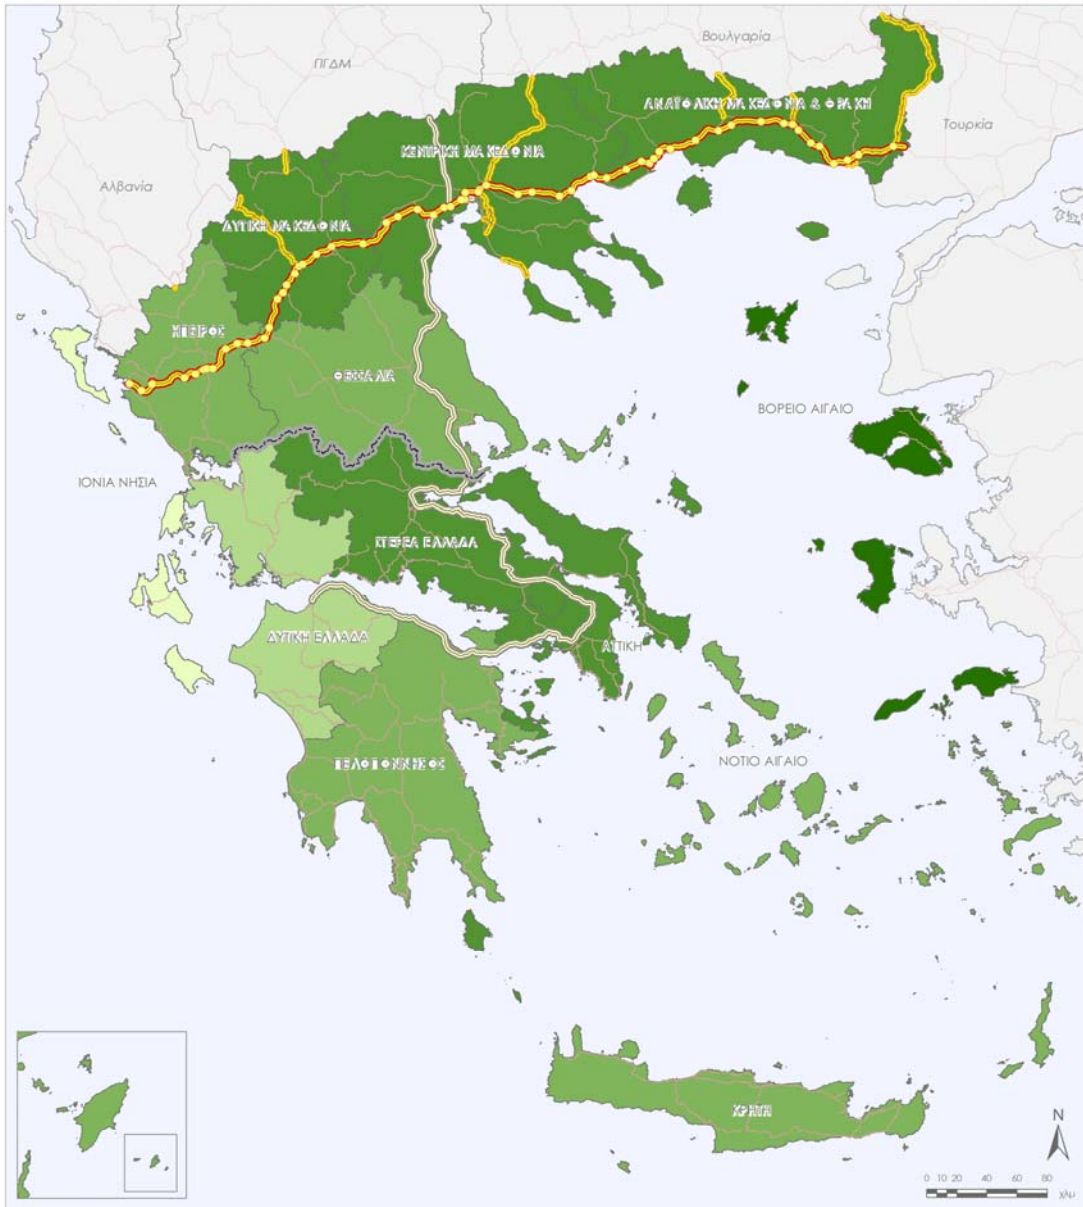 Βουλγαρία
ΠΓΔΜ
ΑΝΑΤΟΛΙΚΗ ΜΑΚΕΔΟΝΙΑ & ΘΡΑΚΗ
Τουρκία
ΚΕΝΤΡΙΚΗ ΜΑΚΕΔΟΝΙΑ
Αλβανία
ΔΥΤΙΚΗ ΜΑΚΕΔΟΝΙΑ
ΗΠΕΙΡΟΣ
ΘΕΣΣΑΛΙΑ
ΒΟΡΕΙΟ ΑΙΓΑΙΟ
ΙΟΝΙΑ ΝΗΣΙΑ
ΣΤΕΡΕΑ ΕΛΛΑΔΑ
ΔΥΤΙΚΗ ΕΛΛΑΔΑ
ΑΤΤΙΚΗ
ΠΕΛΟΠΟΝΝΗΣΟΣ
ΝΟΤΙΟ ΑΙΓΑΙΟ
ΚΡΗΤΗ
N
0 10 20 40 60 80
χλμ